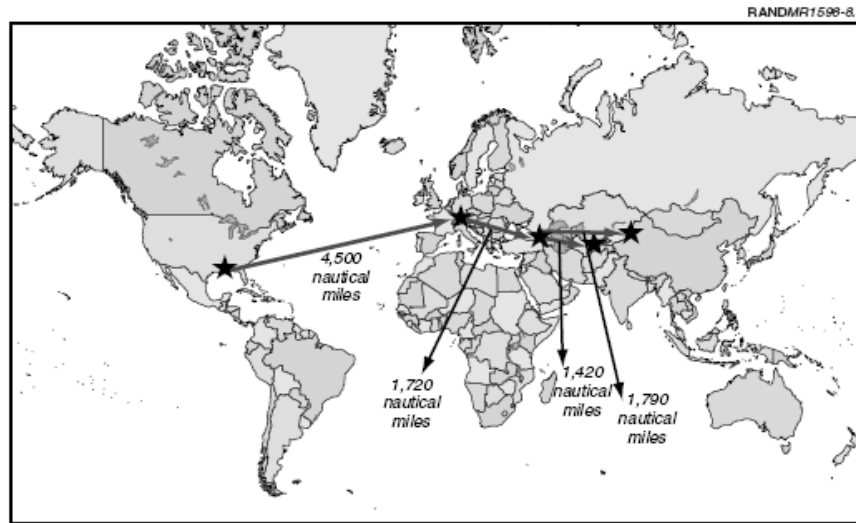 RANDMR1598-8.
4,500
nautical
miles
1,720
nautical
miles
1,420
nautical
miles
1,790
nautical
miles